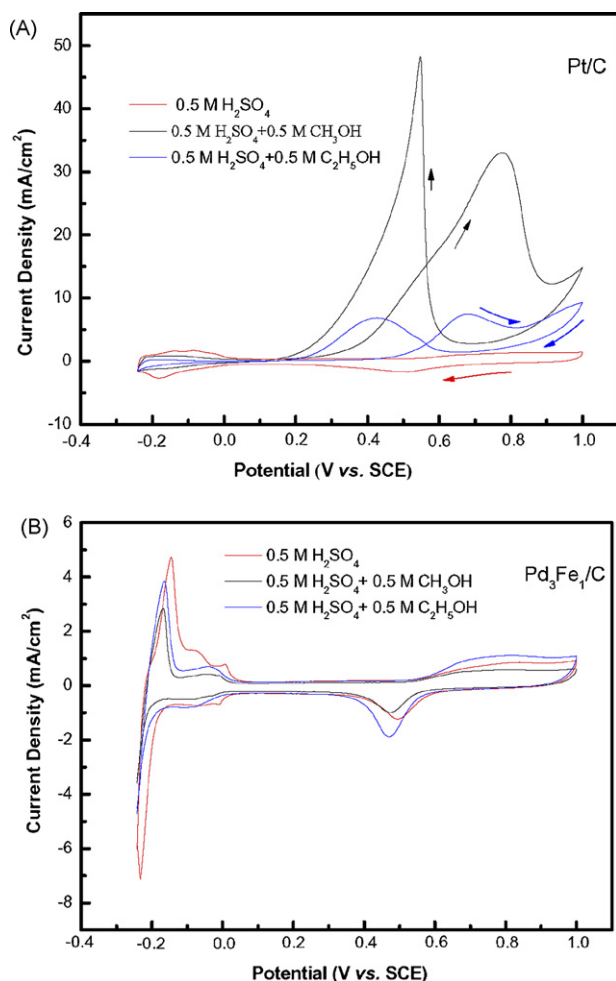 (A)
Pt/C
0.5 M H₂SO₄
0.5 M H₂SO₄+0.5 M CH₃OH
0.5 M H₂SO₄+0.5 M C₂H₅OH
Current Density (mA/cm²)
50
40
30
20
10
0
-10
-0.4 -0.2 0.0 0.2 0.4 0.6 0.8 1.0
Potential (V vs. SCE)
(B)
Pd₃Fe₁/C
0.5 M H₂SO₄
0.5 M H₂SO₄+ 0.5 M CH₃OH
0.5 M H₂SO₄+ 0.5 M C₂H₅OH
Current Density (mA/cm²)
6
4
2
0
-2
-4
-6
-8
-0.4 -0.2 0.0 0.2 0.4 0.6 0.8 1.0
Potential (V vs. SCE)